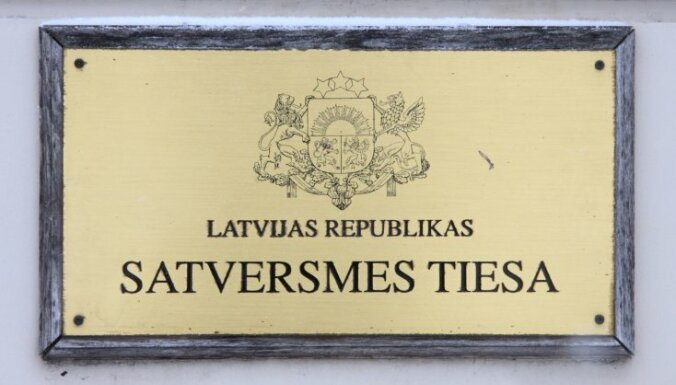 LATVIJAS REPUBLIKAS
SATVERSMES TIESA